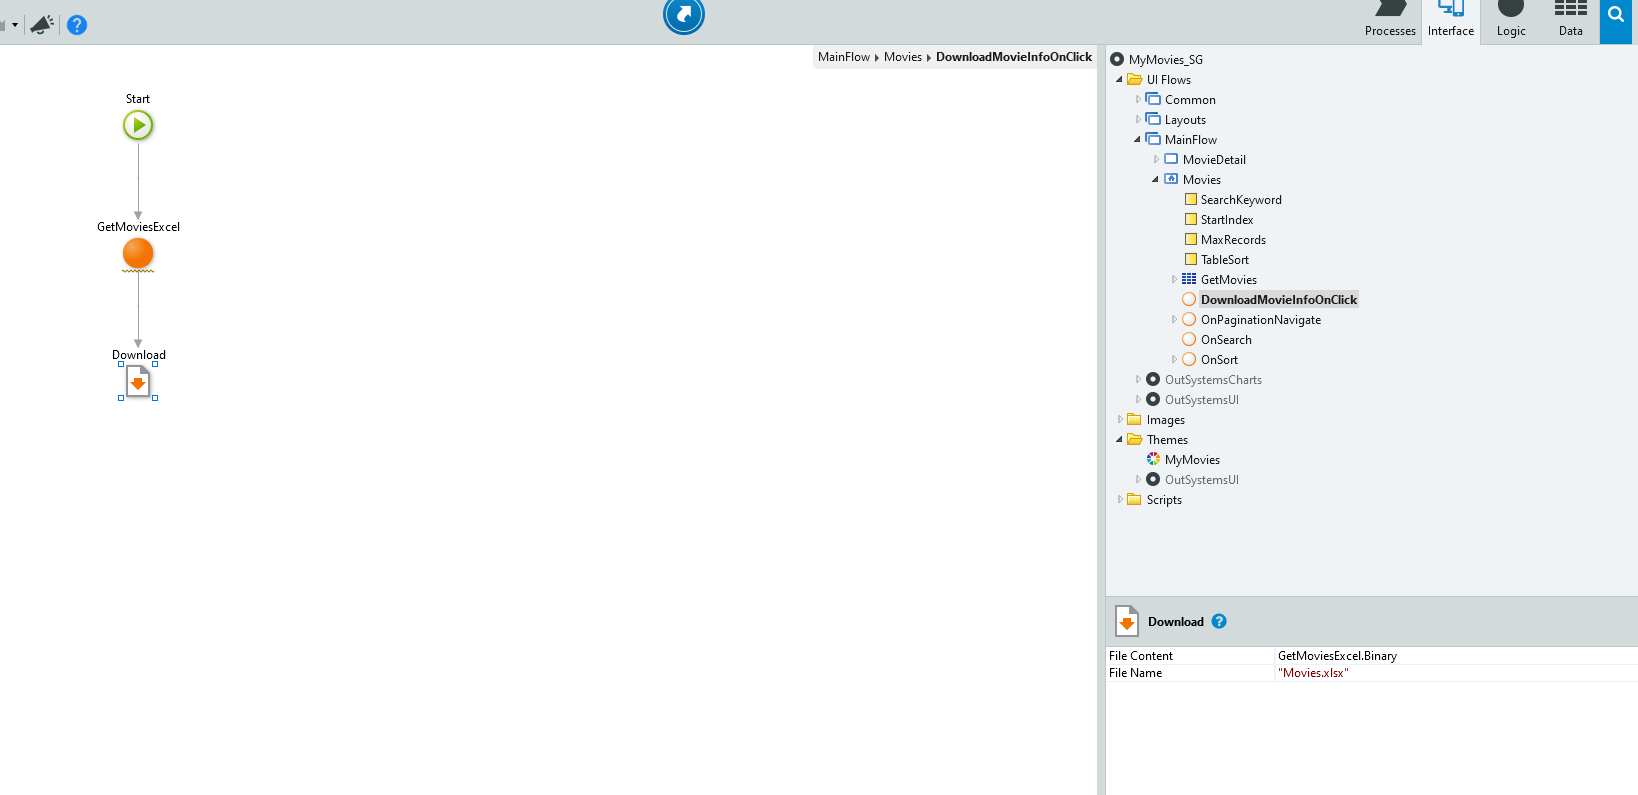 Processes Interface Logic Data
MainFlow Movies DownloadMovieInfoOnClick
Start
GetMoviesExcel
Download
MyMovies_SG
UI Flows
Common
Layouts
MainFlow
MovieDetail
Movies
SearchKeyword
StartIndex
MaxRecords
TableSort
GetMovies
DownloadMovieInfoOnClick
OnPaginationNavigate
OnSearch
OnSort
OutSystemsCharts
OutSystemsUI
Images
Themes
MyMovies
OutSystemsUI
Scripts
Download ?
File Content GetMoviesExcel.Binary
File Name "Movies.xlsx"